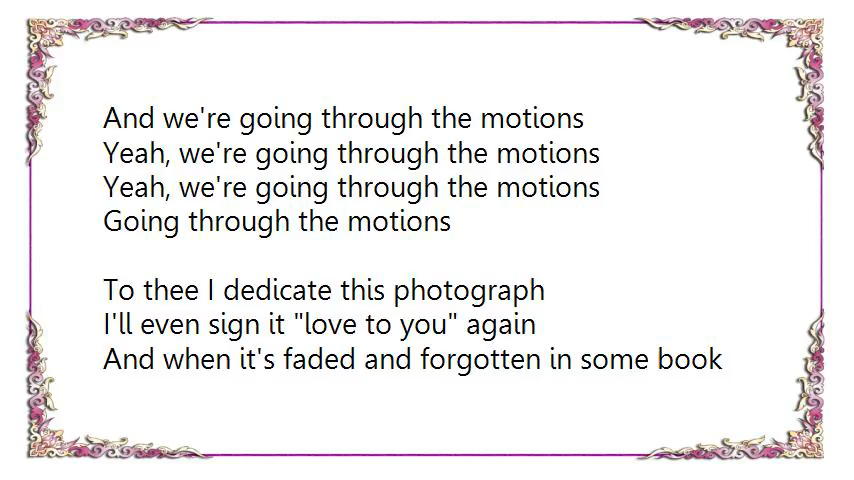 And we're going through the motions
Yeah, we're going through the motions
Yeah, we're going through the motions
Going through the motions

To thee I dedicate this photograph
I'll even sign it "love to you" again
And when it's faded and forgotten in some book